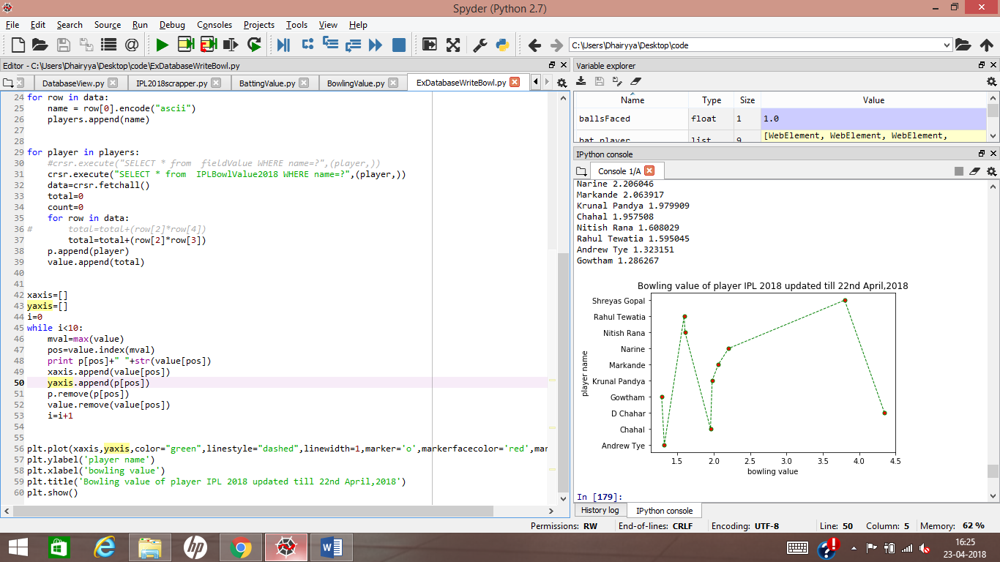 Spyder (Python 2.7)
File Edit Search Source Run Debug Consoles Projects Tools View Help
C:\Users\Dhairyya\Desktop\code
Editor - C:\Users\Dhairyya\Desktop\code\ExDatabaseWriteBowl.py
DatabaseView.py IPL2018scrapper.py BattingValue.py BowlingValue.py ExDatabaseWriteBowl.py
24 for row in data:
25     name = row[0].encode("ascii")
26     players.append(name)
27
28
29 for player in players:
30     #crsr.execute("SELECT * from  fieldValue WHERE name=?",(player,))
31     crsr.execute("SELECT * from  IPLBowlValue2018 WHERE name=?",(player,))
32     data=crsr.fetchall()
33     total=0
34     count=0
35     for row in data:
36 #       total=total+(row[2]*row[4])
37         total=total+(row[2]*row[3])
38     p.append(player)
39     value.append(total)
40
41
42 xaxis=[]
43 yaxis=[]
44 i=0
45 while i<10:
46     mval=max(value)
47     pos=value.index(mval)
48     print p[pos]+" "+str(value[pos])
49     xaxis.append(value[pos])
50     yaxis.append(p[pos])
51     p.remove(p[pos])
52     value.remove(value[pos])
53     i=i+1
54
55
56 plt.plot(xaxis,yaxis,color="green",linestyle="dashed",linewidth=1,marker='o',markerfacecolor='red',mar
57 plt.ylabel('player name')
58 plt.xlabel('bowling value')
59 plt.title('Bowling value of player IPL 2018 updated till 22nd April,2018')
60 plt.show()
Variable explorer
Name Type Size Value
ballsFaced float 1 1.0
bat_player list 9 [WebElement, WebElement, WebElement,
IPython console
Console 1/A
Narine 2.206046
Markande 2.063917
Krunal Pandya 1.979909
Chahal 1.957508
Nitish Rana 1.608029
Rahul Tewatia 1.595045
Andrew Tye 1.323151
Gowtham 1.286267
Bowling value of player IPL 2018 updated till 22nd April,2018
player name
Shreyas Gopal
Rahul Tewatia
Nitish Rana
Narine
Markande
Krunal Pandya
Gowtham
D Chahar
Chahal
Andrew Tye
1.5 2.0 2.5 3.0 3.5 4.0 4.5
bowling value
In [179]:
History log IPython console
Permissions: RW End-of-lines: CRLF Encoding: UTF-8 Line: 50 Column: 5 Memory: 62 %
16:25
23-04-2018